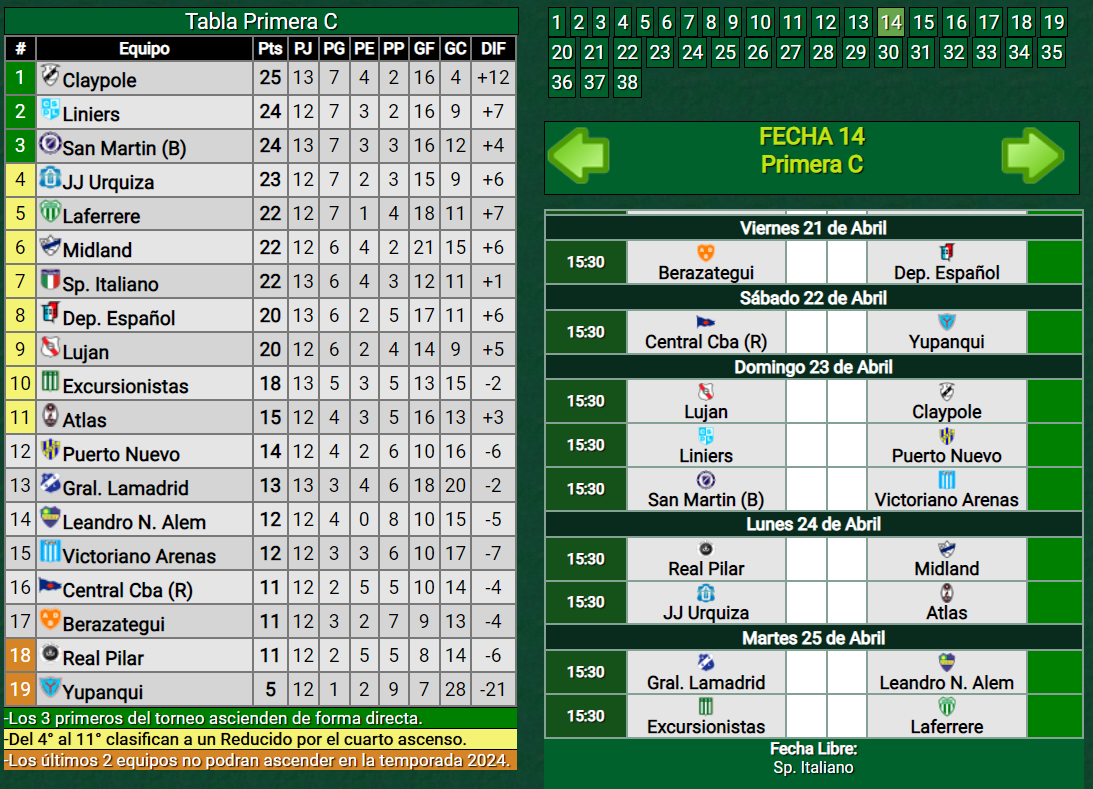 Tabla Primera C
# Equipo Pts PJ PG PE PP GF GC DIF
1 Claypole 25 13 7 4 2 16 4 +12
2 Liniers 24 12 7 3 2 16 9 +7
3 San Martin (B) 24 13 7 3 3 16 12 +4
4 JJ Urquiza 23 12 7 2 3 15 9 +6
5 Laferrere 22 12 7 1 4 18 11 +7
6 Midland 22 12 6 4 2 21 15 +6
7 Sp. Italiano 22 13 6 4 3 12 11 +1
8 Dep. Español 20 13 6 2 5 17 11 +6
9 Lujan 20 12 6 2 4 14 9 +5
10 Excursionistas 18 13 5 3 5 13 15 -2
11 Atlas 15 12 4 3 5 16 13 +3
12 Puerto Nuevo 14 12 4 2 6 10 16 -6
13 Gral. Lamadrid 13 13 3 4 6 18 20 -2
14 Leandro N. Alem 12 12 4 0 8 10 15 -5
15 Victoriano Arenas 12 12 3 3 6 10 17 -7
16 Central Cba (R) 11 12 2 5 5 10 14 -4
17 Berazategui 11 12 3 2 7 9 13 -4
18 Real Pilar 11 12 2 5 5 8 14 -6
19 Yupanqui 5 12 1 2 9 7 28 -21
-Los 3 primeros del torneo ascienden de forma directa.
-Del 4° al 11° clasifican a un Reducido por el cuarto ascenso.
-Los últimos 2 equipos no podran ascender en la temporada 2024.
1 2 3 4 5 6 7 8 9 10 11 12 13 14 15 16 17 18 19
20 21 22 23 24 25 26 27 28 29 30 31 32 33 34 35
36 37 38
FECHA 14
Primera C
Viernes 21 de Abril
15:30 Berazategui Dep. Español
Sábado 22 de Abril
15:30 Central Cba (R) Yupanqui
Domingo 23 de Abril
15:30 Lujan Claypole
15:30 Liniers Puerto Nuevo
15:30 San Martin (B) Victoriano Arenas
Lunes 24 de Abril
15:30 Real Pilar Midland
15:30 JJ Urquiza Atlas
Martes 25 de Abril
15:30 Gral. Lamadrid Leandro N. Alem
15:30 Excursionistas Laferrere
Fecha Libre:
Sp. Italiano